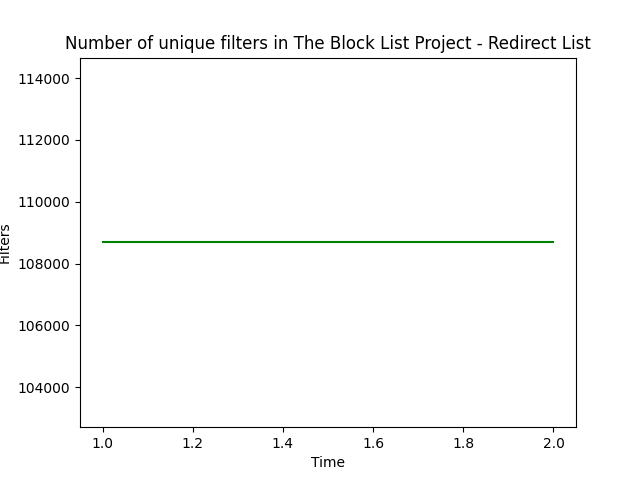 Number of unique filters in The Block List Project - Redirect List
114000
112000
110000
108000
106000
104000
Filters
1.0 1.2 1.4 1.6 1.8 2.0
Time